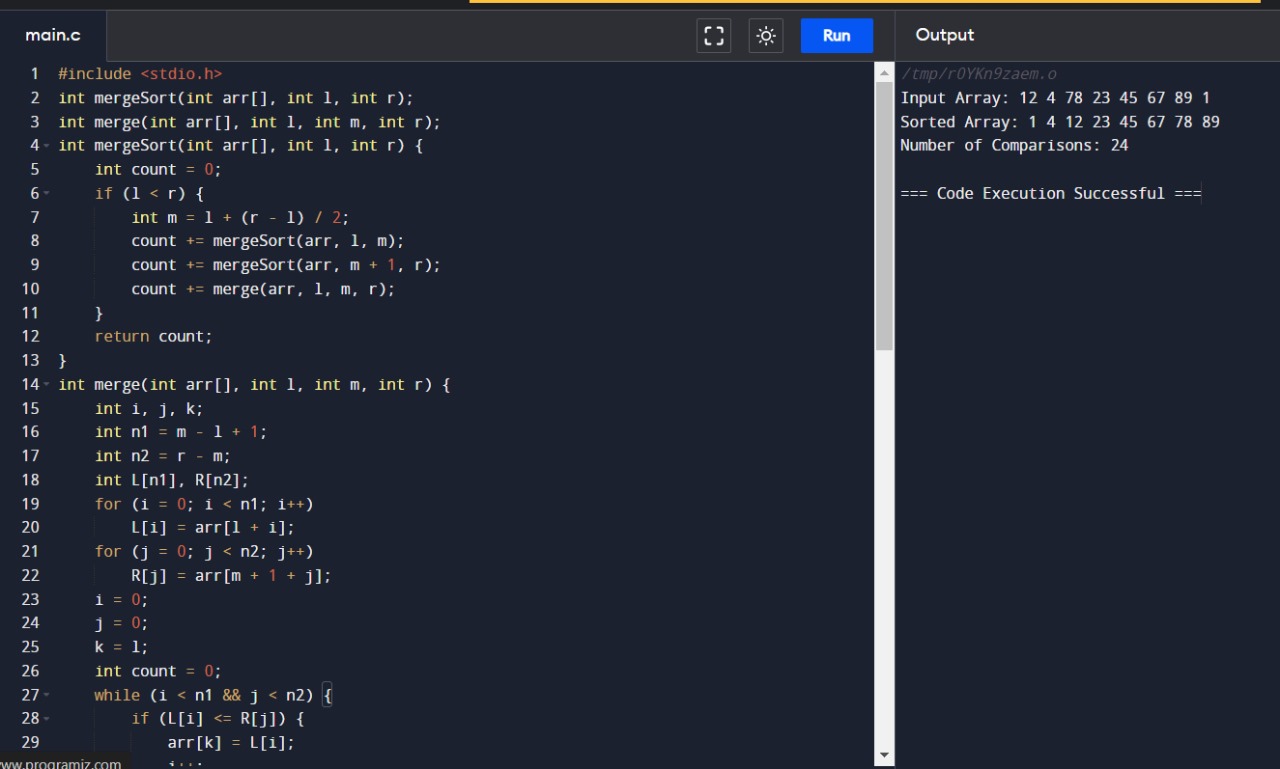 main.c
Run
Output
1 #include <stdio.h>
2 int mergeSort(int arr[], int l, int r);
3 int merge(int arr[], int l, int m, int r);
4 int mergeSort(int arr[], int l, int r) {
5 int count = 0;
6 if (l < r) {
7 int m = l + (r - l) / 2;
8 count += mergeSort(arr, l, m);
9 count += mergeSort(arr, m + 1, r);
10 count += merge(arr, l, m, r);
11 }
12 return count;
13 }
14 int merge(int arr[], int l, int m, int r) {
15 int i, j, k;
16 int n1 = m - l + 1;
17 int n2 = r - m;
18 int L[n1], R[n2];
19 for (i = 0; i < n1; i++)
20 L[i] = arr[l + i];
21 for (j = 0; j < n2; j++)
22 R[j] = arr[m + 1 + j];
23 i = 0;
24 j = 0;
25 k = l;
26 int count = 0;
27 while (i < n1 && j < n2) {
28 if (L[i] <= R[j]) {
29 arr[k] = L[i];
www.programiz.com
/tmp/rOYKn9zaem.o
Input Array: 12 4 78 23 45 67 89 1
Sorted Array: 1 4 12 23 45 67 78 89
Number of Comparisons: 24
=== Code Execution Successful ===